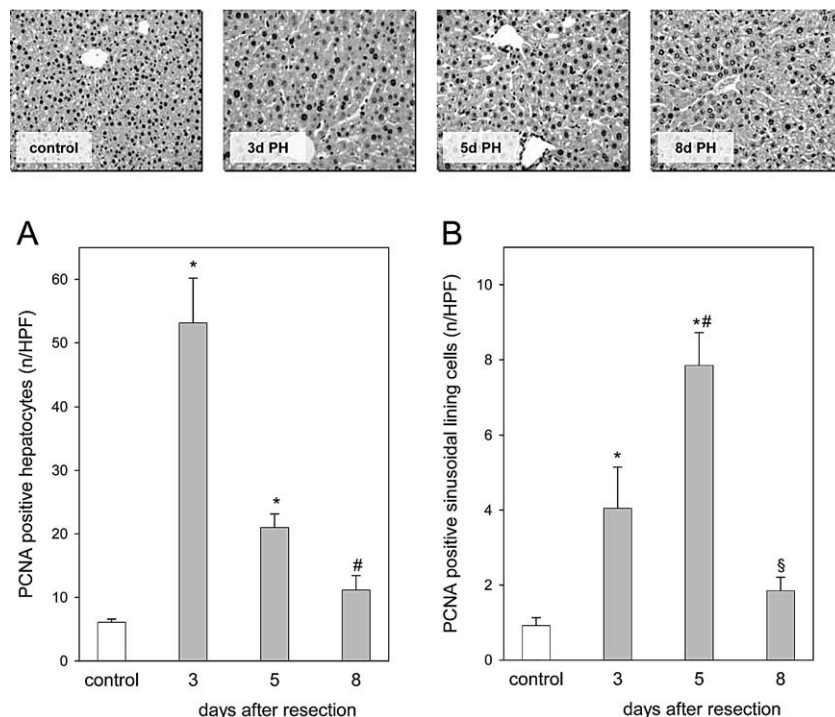 control
3d PH
5d PH
8d PH
A
PCNA positive hepatocytes (n/HPF)
60
50
40
30
20
10
0
*
*
#
control 3 5 8
days after resection
B
PCNA positive sinusoidal lining cells (n/HPF)
10
8
6
4
2
0
*
*#
§
control 3 5 8
days after resection